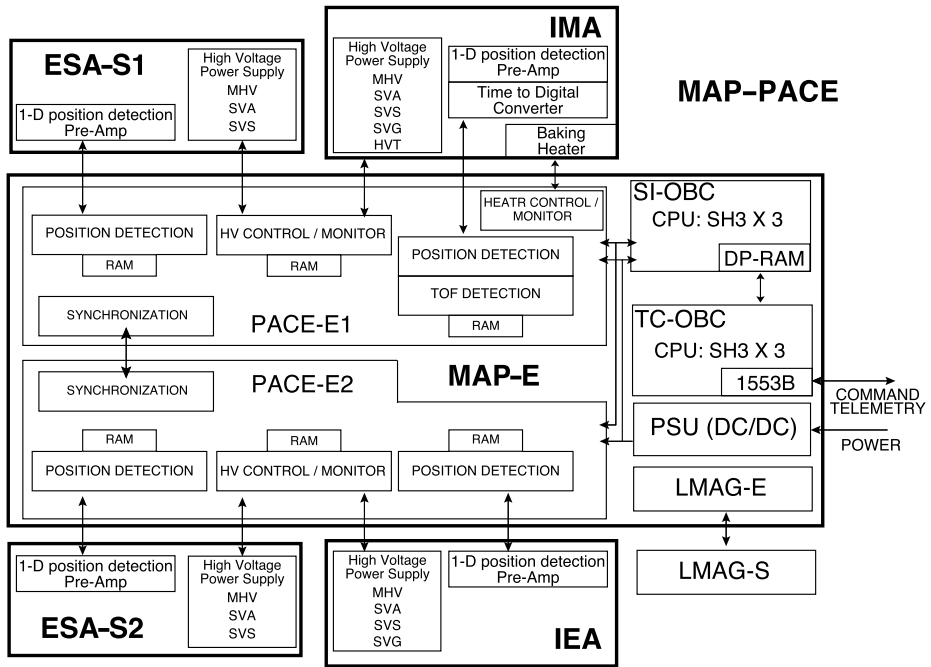 ESA–S1
High Voltage
Power Supply
MHV
SVA
SVS
1-D position detection
Pre-Amp
IMA
High Voltage
Power Supply
MHV
SVA
SVS
SVG
HVT
1-D position detection
Pre-Amp
Time to Digital
Converter
Baking
Heater
MAP–PACE
POSITION DETECTION
RAM
HV CONTROL / MONITOR
RAM
HEATR CONTROL /
MONITOR
POSITION DETECTION
TOF DETECTION
RAM
SYNCHRONIZATION
PACE-E1
SI-OBC
CPU: SH3 X 3
DP-RAM
TC-OBC
CPU: SH3 X 3
1553B
COMMAND
TELEMETRY
MAP–E
PACE-E2
SYNCHRONIZATION
RAM
POSITION DETECTION
RAM
HV CONTROL / MONITOR
RAM
POSITION DETECTION
PSU (DC/DC)
POWER
LMAG-E
LMAG-S
1-D position detection
Pre-Amp
High Voltage
Power Supply
MHV
SVA
SVS
ESA–S2
High Voltage
Power Supply
MHV
SVA
SVS
SVG
1-D position detection
Pre-Amp
IEA